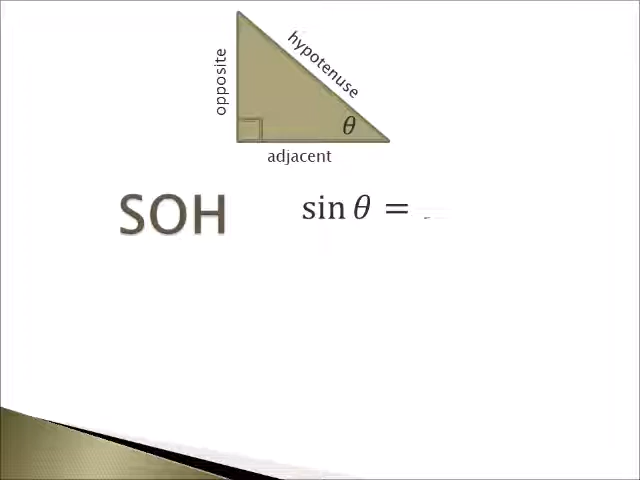 opposite
hypotenuse
θ
adjacent
SOH
sin θ =